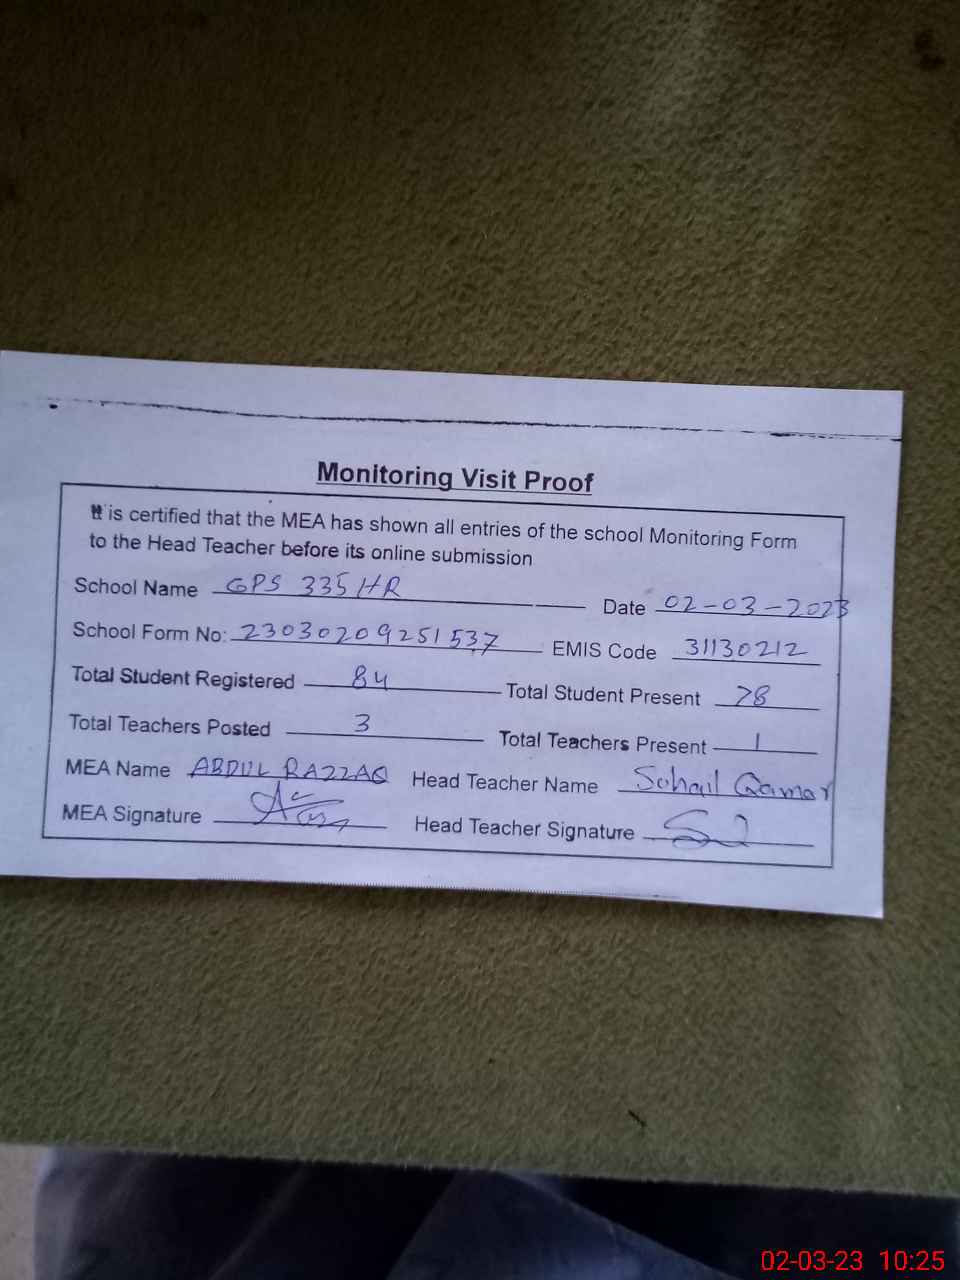 Monitoring Visit Proof
It is certified that the MEA has shown all entries of the school Monitoring Form
to the Head Teacher before its online submission
School Name GPS 335 HR Date 02-03-2023
School Form No: 23030209251537 EMIS Code 31130212
Total Student Registered 84 Total Student Present 78
Total Teachers Posted 3 Total Teachers Present 1
MEA Name ABDUL RAZZAQ Head Teacher Name Sohail Qamar
MEA Signature Head Teacher Signature
02-03-23 10:25